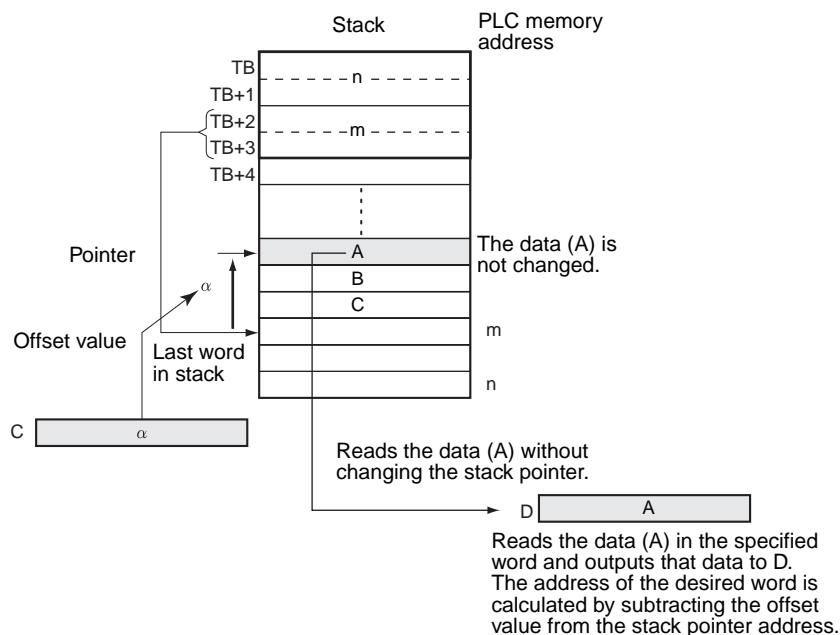 Stack
PLC memory
address
TB
n
TB+1
TB+2
m
TB+3
TB+4
Pointer
A
The data (A) is
not changed.
B
α
C
Offset value
m
Last word
in stack
n
C
α
Reads the data (A) without
changing the stack pointer.
D
A
Reads the data (A) in the specified
word and outputs that data to D.
The address of the desired word is
calculated by subtracting the offset
value from the stack pointer address.